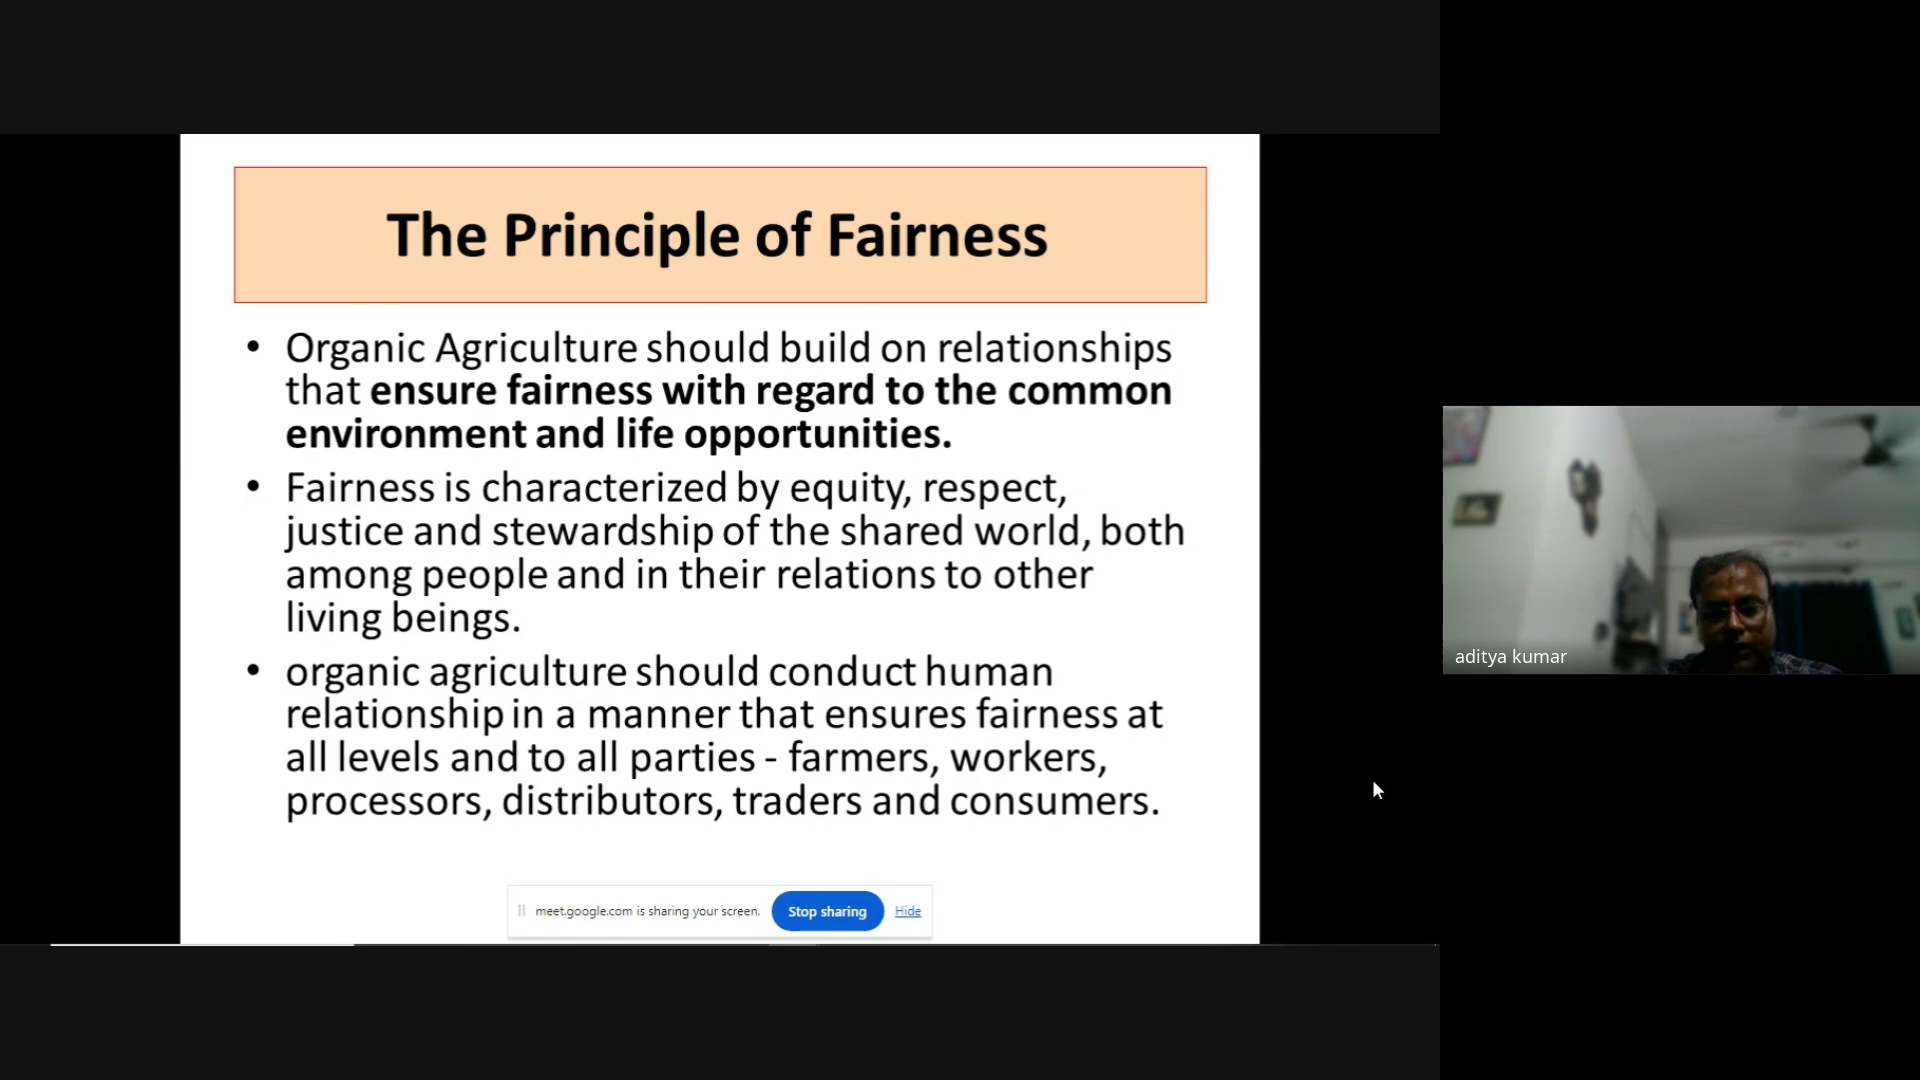 The Principle of Fairness
• Organic Agriculture should build on relationships
that ensure fairness with regard to the common
environment and life opportunities.
• Fairness is characterized by equity, respect,
justice and stewardship of the shared world, both
among people and in their relations to other
living beings.
• organic agriculture should conduct human
relationship in a manner that ensures fairness at
all levels and to all parties - farmers, workers,
processors, distributors, traders and consumers.
meet.google.com is sharing your screen. Stop sharing Hide
aditya kumar